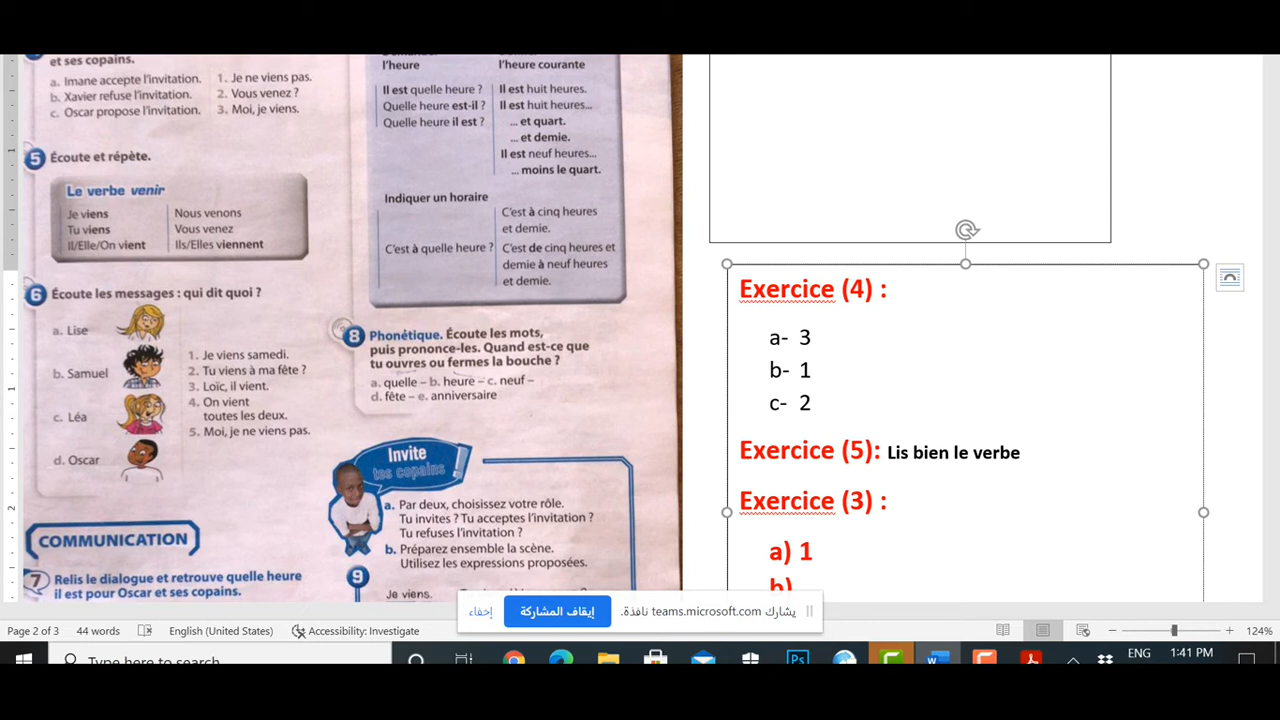 et ses copains.
a. Imane accepte l'invitation.
b. Xavier refuse l'invitation.
c. Oscar propose l'invitation.
1. Je ne viens pas.
2. Vous venez ?
3. Moi, je viens.
5 Écoute et répète.
Le verbe venir
Je viens
Tu viens
Il/Elle/On vient
Nous venons
Vous venez
Ils/Elles viennent
6 Écoute les messages : qui dit quoi ?
a. Lise
b. Samuel
c. Léa
d. Oscar
1. Je viens samedi.
2. Tu viens à ma fête ?
3. Loïc, il vient.
4. On vient
toutes les deux.
5. Moi, je ne viens pas.
COMMUNICATION
7 Relis le dialogue et retrouve quelle heure
il est pour Oscar et ses copains.
l'heure
Il est quelle heure ?
Quelle heure est-il ?
Quelle heure il est ?
l'heure courante
Il est huit heures.
Il est huit heures...
... et quart.
... et demie.
Il est neuf heures...
... moins le quart.
Indiquer un horaire
C'est à quelle heure ?
C'est à cinq heures
et demie.
C'est de cinq heures et
demie à neuf heures
et demie.
8 Phonétique. Écoute les mots,
puis prononce-les. Quand est-ce que
tu ouvres ou fermes la bouche ?
a. quelle – b. heure – c. neuf –
d. fête – e. anniversaire
Invite
tes copains !
a. Par deux, choisissez votre rôle.
Tu invites ? Tu acceptes l'invitation ?
Tu refuses l'invitation ?
b. Préparez ensemble la scène.
Utilisez les expressions proposées.
9
Je viens.
Exercice (4) :
a- 3
b- 1
c- 2
Exercice (5): Lis bien le verbe
Exercice (3) :
a) 1
b)
يشارك teams.microsoft.com نافذة.
إيقاف المشاركة
إخفاء
Page 2 of 3
44 words
English (United States)
Accessibility: Investigate
124%
Type here to search
ENG
1:41 PM